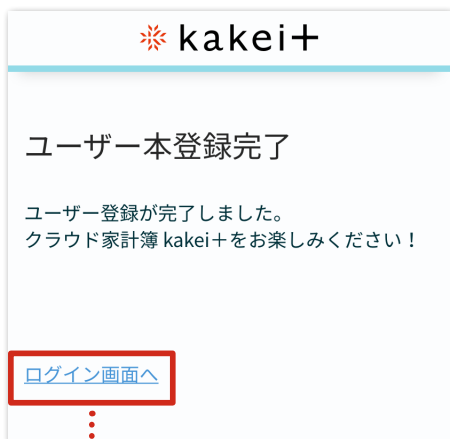 kakei＋
ユーザー本登録完了
ユーザー登録が完了しました。
クラウド家計簿 kakei＋をお楽しみください！
ログイン画面へ